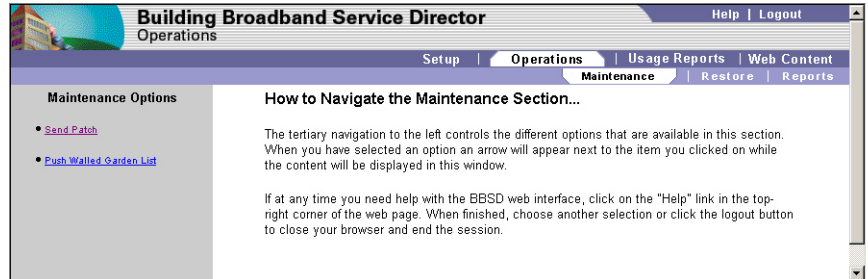 Building Broadband Service Director
Help | Logout
Operations
Setup | Operations | Usage Reports | Web Content
Maintenance | Restore | Reports
Maintenance Options
• Send Patch
• Push Walled Garden List
How to Navigate the Maintenance Section...
The tertiary navigation to the left controls the different options that are available in this section.
When you have selected an option an arrow will appear next to the item you clicked on while
the content will be displayed in this window.
If at any time you need help with the BBSD web interface, click on the "Help" link in the top-
right corner of the web page. When finished, choose another selection or click the logout button
to close your browser and end the session.